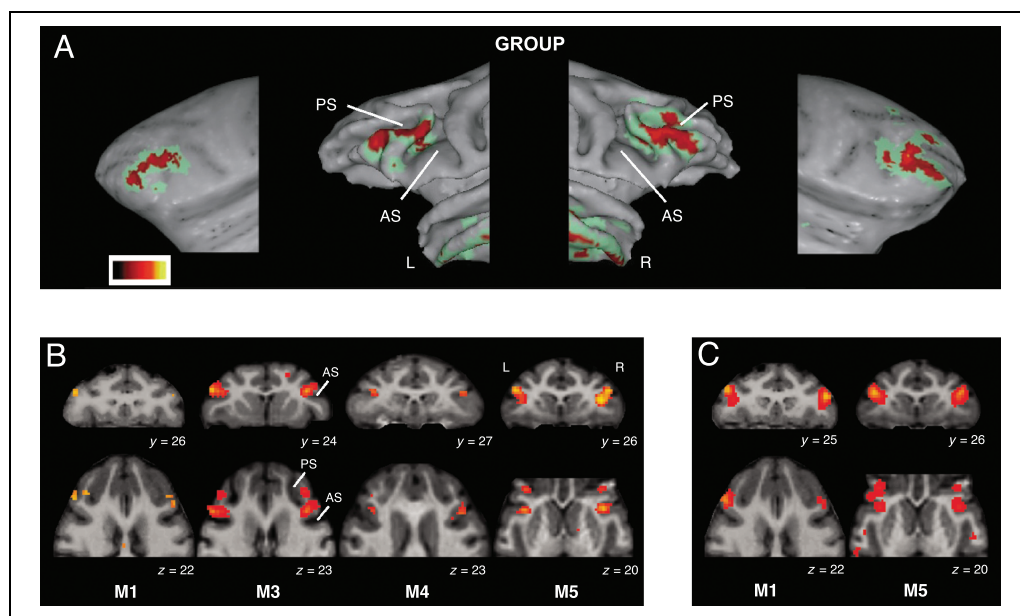 A
GROUP
PS
PS
AS
AS
L
R
B
L
R
AS
y = 26
y = 24
y = 27
y = 26
PS
AS
z = 22
z = 23
z = 23
z = 20
M1
M3
M4
M5
C
y = 25
y = 26
z = 22
z = 20
M1
M5